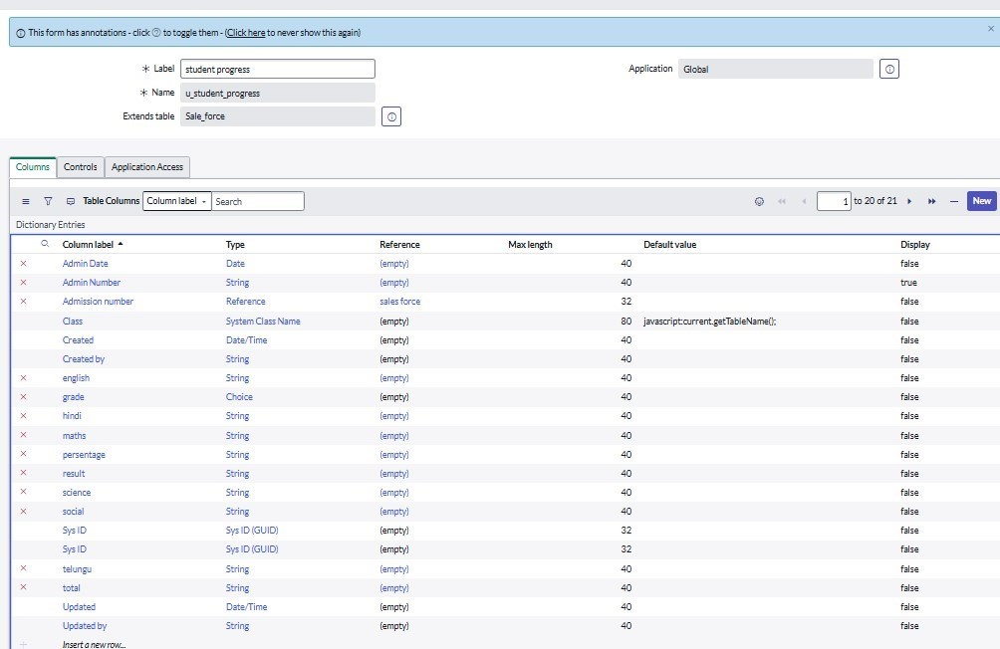 This form has annotations - click ? to toggle them - (Click here to never show this again) ×
* Label student progress Application Global
* Name u_student_progress
Extends table Sale_force
Columns Controls Application Access
Table Columns Column label Search 1 to 20 of 21 New
Dictionary Entries
Column label Type Reference Max length Default value Display
Admin Date Date (empty) 40 false
Admin Number String (empty) 40 true
Admission number Reference sales force 32 false
Class System Class Name (empty) 80 javascript:current.getTableName(); false
Created Date/Time (empty) 40 false
Created by String (empty) 40 false
english String (empty) 40 false
grade Choice (empty) 40 false
hindi String (empty) 40 false
maths String (empty) 40 false
persentage String (empty) 40 false
result String (empty) 40 false
science String (empty) 40 false
social String (empty) 40 false
Sys ID Sys ID (GUID) (empty) 32 false
Sys ID Sys ID (GUID) (empty) 32 false
telungu String (empty) 40 false
total String (empty) 40 false
Updated Date/Time (empty) 40 false
Updated by String (empty) 40 false
Insert a new row...